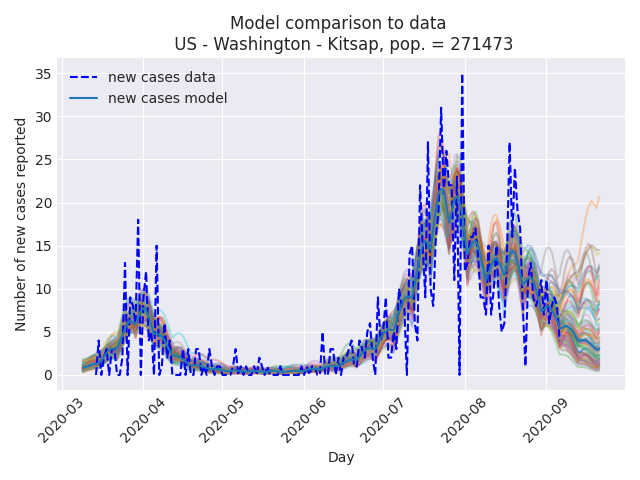 Model comparison to data
US - Washington - Kitsap, pop. = 271473
Number of new cases reported
35
30
25
20
15
10
5
0
new cases data
new cases model
2020-03
2020-04
2020-05
2020-06
2020-07
2020-08
2020-09
Day